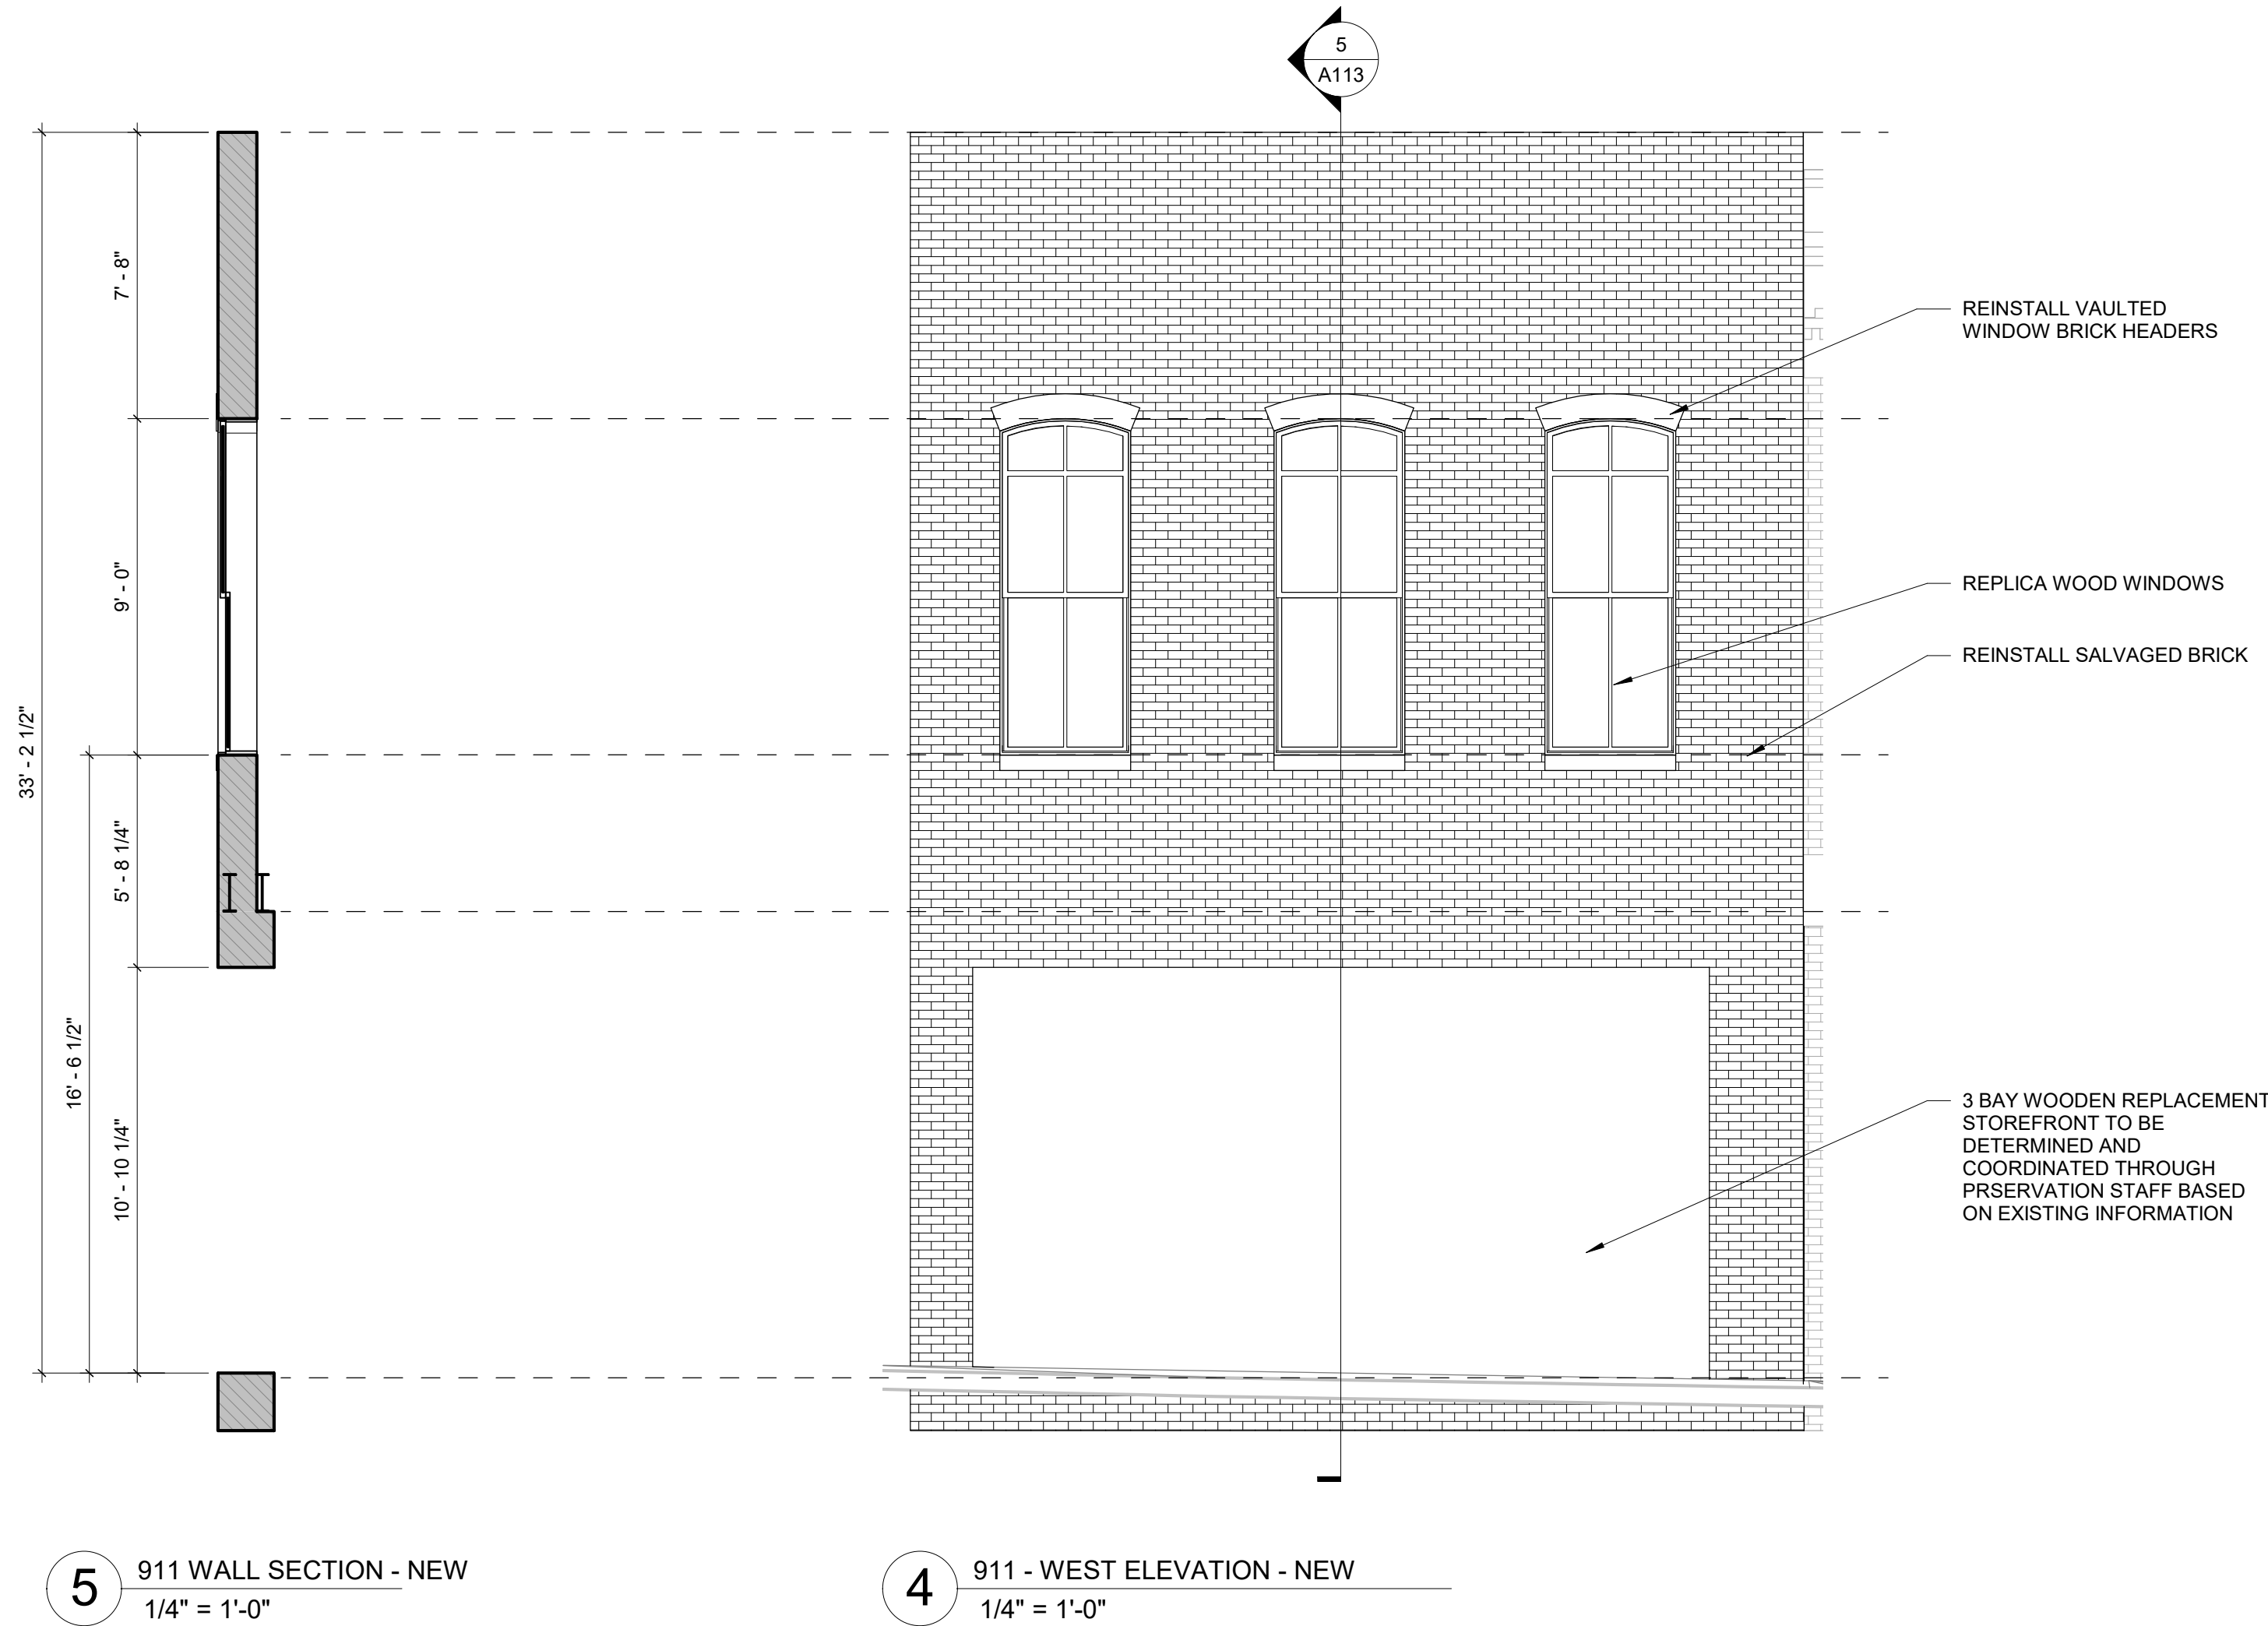 5
A113
7' - 8"
9' - 0"
33' - 2 1/2"
5' - 8 1/4"
16' - 6 1/2"
10' - 10 1/4"
REINSTALL VAULTED
WINDOW BRICK HEADERS
REPLICA WOOD WINDOWS
REINSTALL SALVAGED BRICK
3 BAY WOODEN REPLACEMENT
STOREFRONT TO BE
DETERMINED AND
COORDINATED THROUGH
PRSERVATION STAFF BASED
ON EXISTING INFORMATION
5
911 WALL SECTION - NEW
1/4" = 1'-0"
4
911 - WEST ELEVATION - NEW
1/4" = 1'-0"